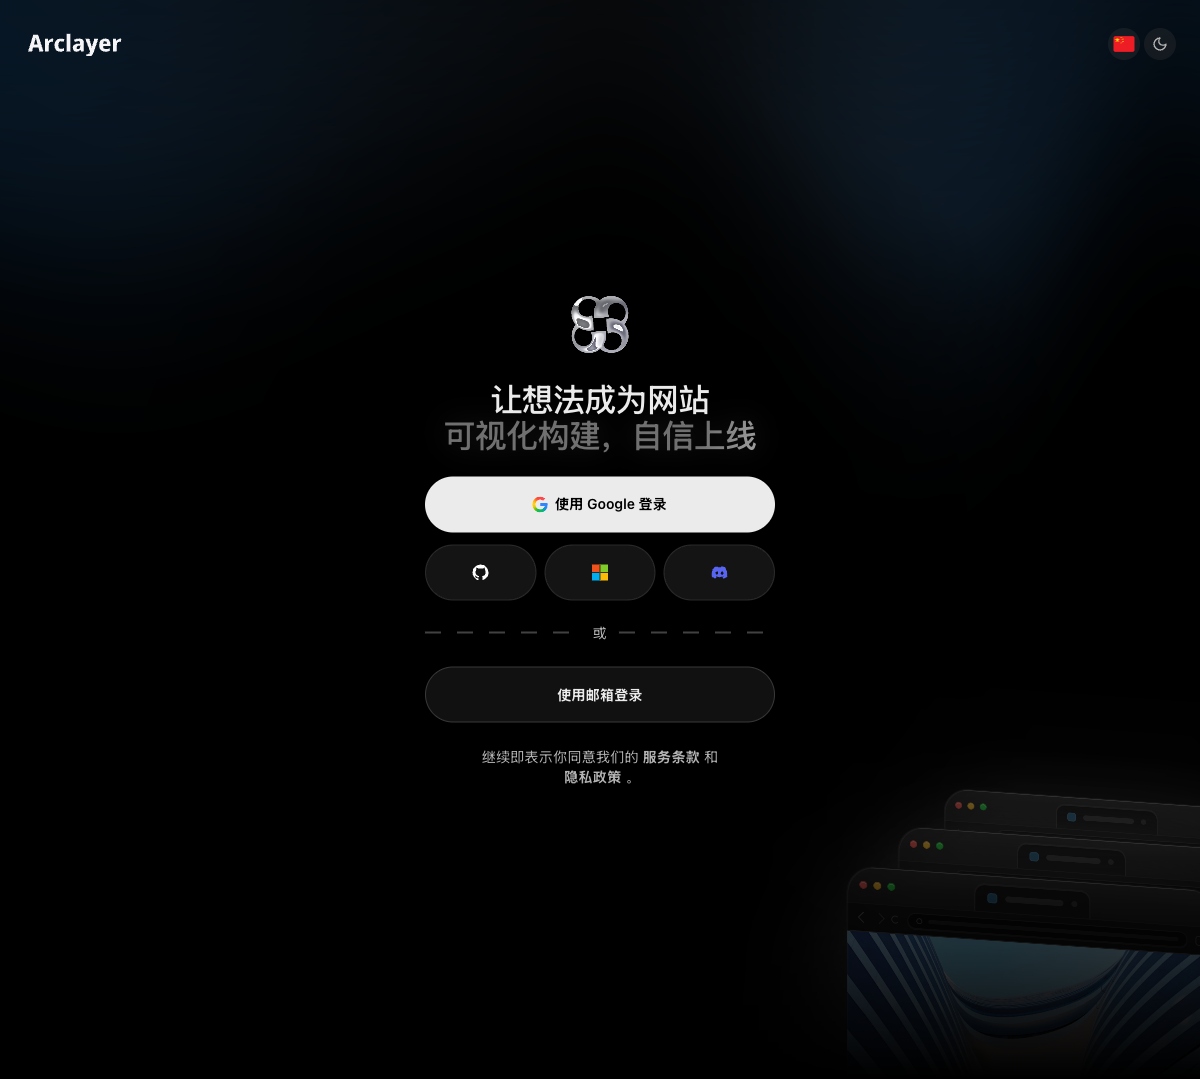 Arclayer
让想法成为网站
可视化构建，自信上线
使用 Google 登录
或
使用邮箱登录
继续即表示你同意我们的 服务条款 和
隐私政策 。